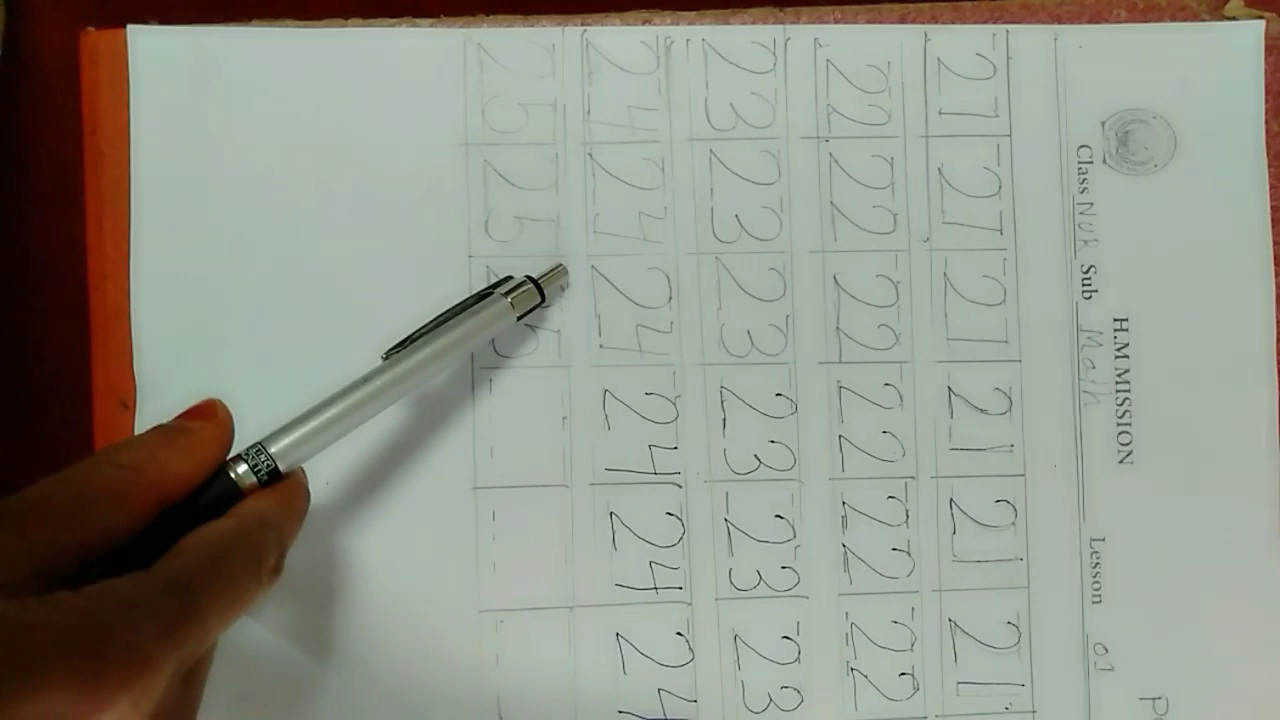 H.M MISSION
Class NUR Sub Math Lesson 01
21 21 21 21 21 21
22 22 22 22 22 22
23 23 23 23 23 23
24 24 24 24 24 24
25 25 25